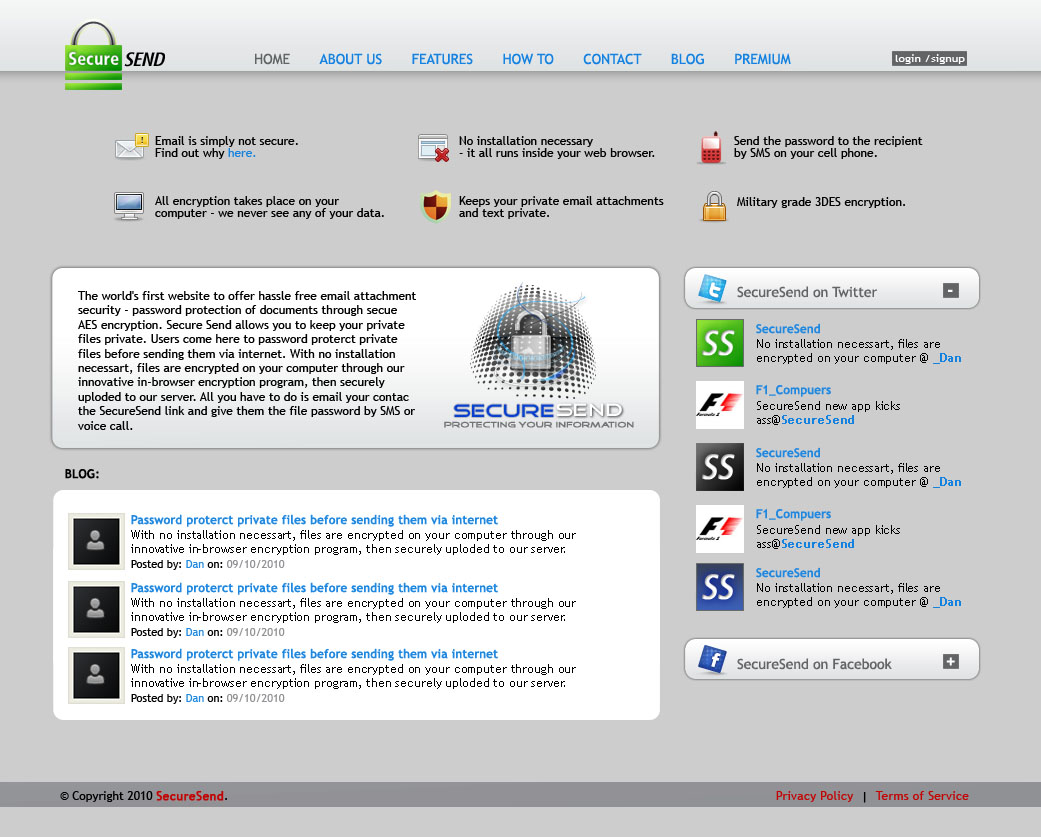 Secure SEND
HOME ABOUT US FEATURES HOW TO CONTACT BLOG PREMIUM
login /signup
Email is simply not secure.
Find out why here.
No installation necessary
- it all runs inside your web browser.
Send the password to the recipient
by SMS on your cell phone.
All encryption takes place on your
computer - we never see any of your data.
Keeps your private email attachments
and text private.
Military grade 3DES encryption.
The world's first website to offer hassle free email attachment
security - password protection of documents through secue
AES encryption. Secure Send allows you to keep your private
files private. Users come here to password proterct private
files before sending them via internet. With no installation
necessart, files are encrypted on your computer through our
innovative in-browser encryption program, then securely
uploded to our server. All you have to do is email your contac
the SecureSend link and give them the file password by SMS or
voice call.
SECURESEND
PROTECTING YOUR INFORMATION
BLOG:
Password proterct private files before sending them via internet
With no installation necessart, files are encrypted on your computer through our
innovative in-browser encryption program, then securely uploded to our server.
Posted by: Dan on: 09/10/2010
Password proterct private files before sending them via internet
With no installation necessart, files are encrypted on your computer through our
innovative in-browser encryption program, then securely uploded to our server.
Posted by: Dan on: 09/10/2010
Password proterct private files before sending them via internet
With no installation necessart, files are encrypted on your computer through our
innovative in-browser encryption program, then securely uploded to our server.
Posted by: Dan on: 09/10/2010
SecureSend on Twitter
SS
SecureSend
No installation necessart, files are
encrypted on your computer @ _Dan
Formula 1
F1_Compuers
SecureSend new app kicks
ass@SecureSend
SS
SecureSend
No installation necessart, files are
encrypted on your computer @ _Dan
Formula 1
F1_Compuers
SecureSend new app kicks
ass@SecureSend
SS
SecureSend
No installation necessart, files are
encrypted on your computer @ _Dan
SecureSend on Facebook
© Copyright 2010 SecureSend.
Privacy Policy | Terms of Service